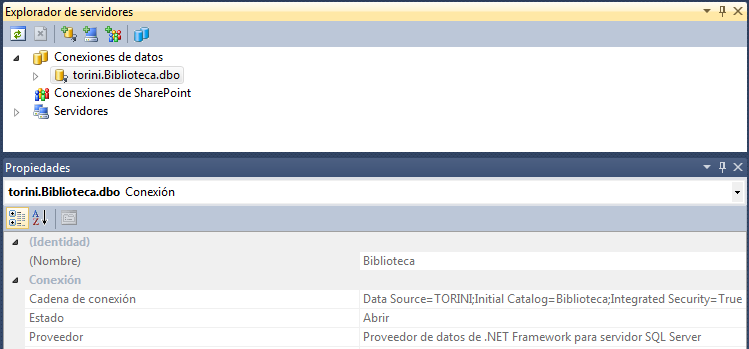 Explorador de servidores
Conexiones de datos
torini.Biblioteca.dbo
Conexiones de SharePoint
Servidores
Propiedades
torini.Biblioteca.dbo Conexión
(Identidad)
(Nombre) Biblioteca
Conexión
Cadena de conexión Data Source=TORINI;Initial Catalog=Biblioteca;Integrated Security=True
Estado Abrir
Proveedor Proveedor de datos de .NET Framework para servidor SQL Server